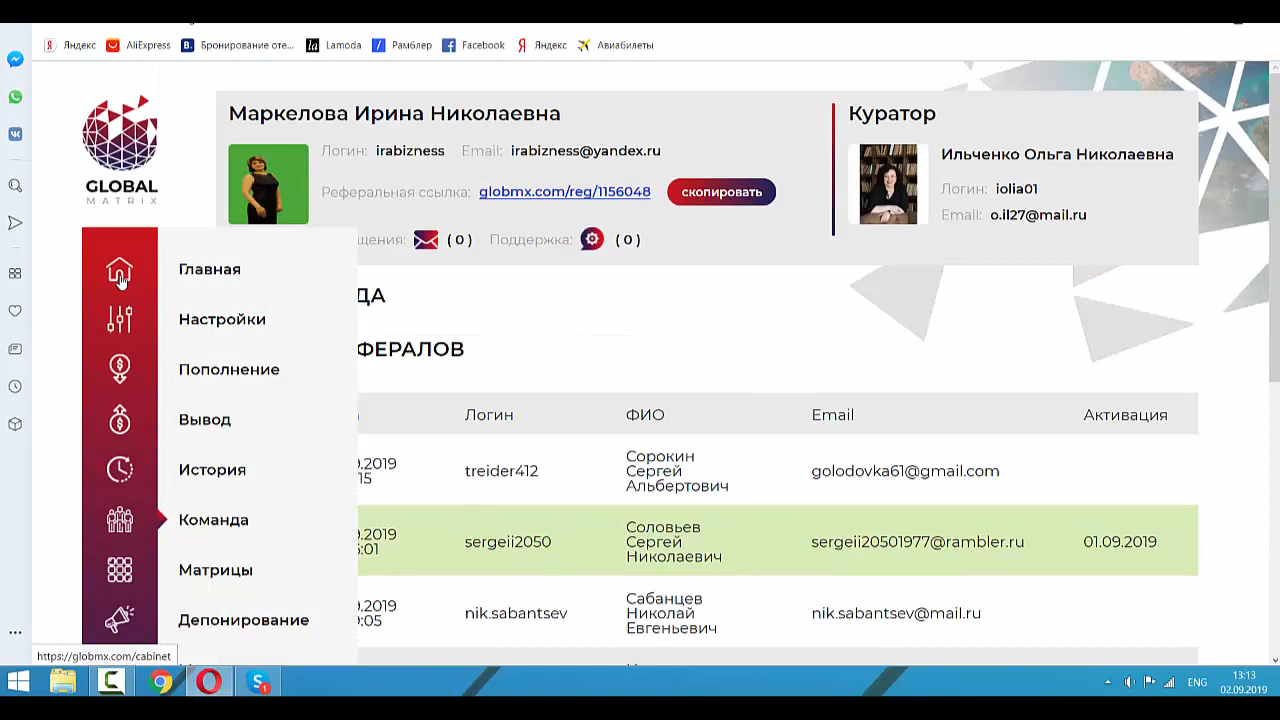 Яндекс AliExpress Бронирование оте... Lamoda Рамблер Facebook Яндекс Авиабилеты
GLOBAL
MATRIX
Маркелова Ирина Николаевна
Логин: irabizness Email: irabizness@yandex.ru
Реферальная ссылка: globmx.com/reg/1156048 скопировать
щения: ( 0 ) Поддержка: ( 0 )
Куратор
Ильченко Ольга Николаевна
Логин: iolia01
Email: o.il27@mail.ru
Главная
Настройки
Пополнение
Вывод
История
Команда
Матрицы
Депонирование
ДА
ФЕРАЛОВ
Логин ФИО Email Активация
.2019
15
treider412
Сорокин
Сергей
Альбертович
golodovka61@gmail.com
.2019
:01
sergeii2050
Соловьев
Сергей
Николаевич
sergeii20501977@rambler.ru
01.09.2019
.2019
:05
nik.sabantsev
Сабанцев
Николай
Евгеньевич
nik.sabantsev@mail.ru
https://globmx.com/cabinet
ENG
13:13
02.09.2019